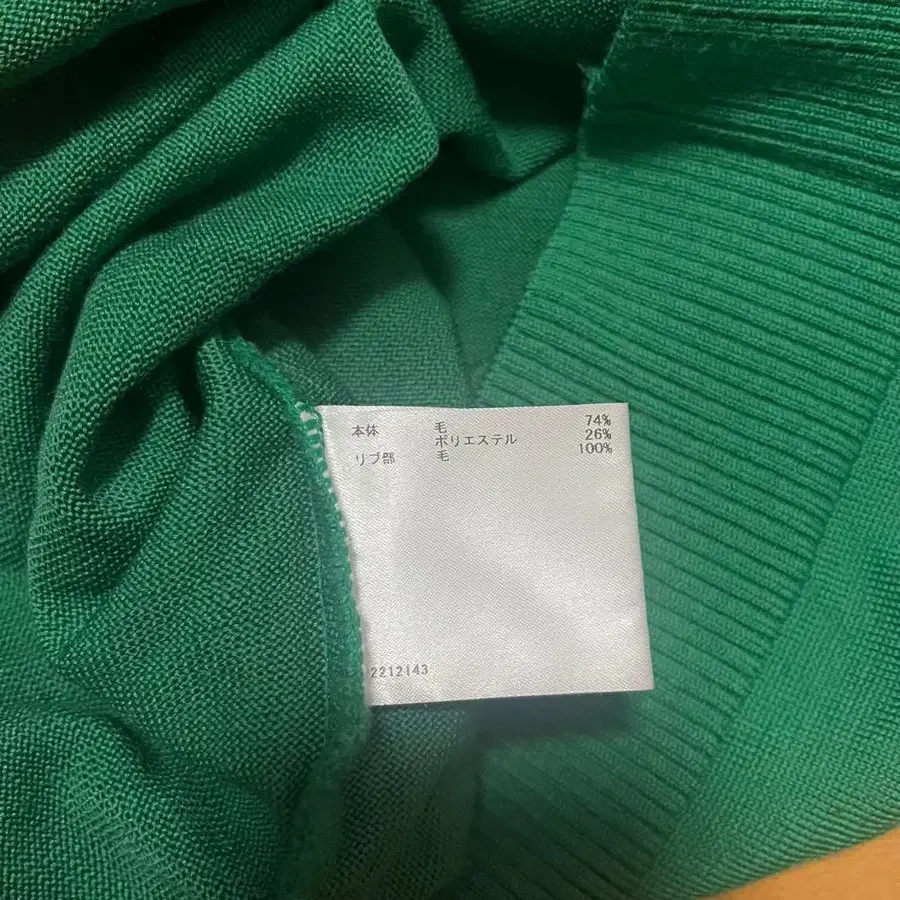 本体 毛 74%
ポリエステル 26%
リブ部 毛 100%
2212143